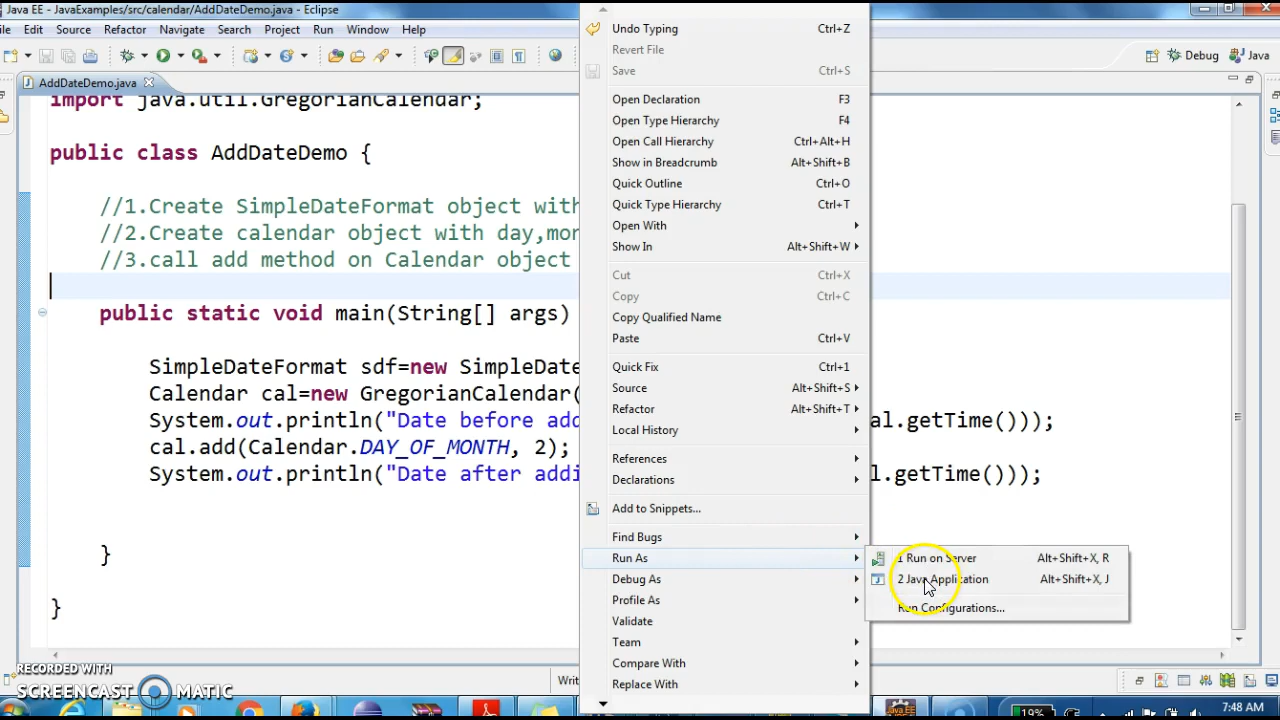 Java EE - JavaExamples/src/calendar/AddDateDemo.java - Eclipse
Edit Source Refactor Navigate Search Project Run Window Help
Debug Java
AddDateDemo.java
import java.util.GregorianCalendar;
public class AddDateDemo {
//1.Create SimpleDateFormat object with
//2.Create calendar object with day,mon
//3.call add method on Calendar object
public static void main(String[] args)
SimpleDateFormat sdf=new SimpleDate
Calendar cal=new GregorianCalendar(
System.out.println("Date before add al.getTime()));
cal.add(Calendar.DAY_OF_MONTH, 2);
System.out.println("Date after addi l.getTime()));
}
}
Undo Typing Ctrl+Z
Revert File
Save Ctrl+S
Open Declaration F3
Open Type Hierarchy F4
Open Call Hierarchy Ctrl+Alt+H
Show in Breadcrumb Alt+Shift+B
Quick Outline Ctrl+O
Quick Type Hierarchy Ctrl+T
Open With
Show In Alt+Shift+W
Cut Ctrl+X
Copy Ctrl+C
Copy Qualified Name
Paste Ctrl+V
Quick Fix Ctrl+1
Source Alt+Shift+S
Refactor Alt+Shift+T
Local History
References
Declarations
Add to Snippets...
Find Bugs
Run As
Debug As
Profile As
Validate
Team
Compare With
Replace With
1 Run on Server Alt+Shift+X, R
2 Java Application Alt+Shift+X, J
Run Configurations...
Writ
RECORDED WITH
SCREENCAST MATIC
Java EE
19%
7:48 AM